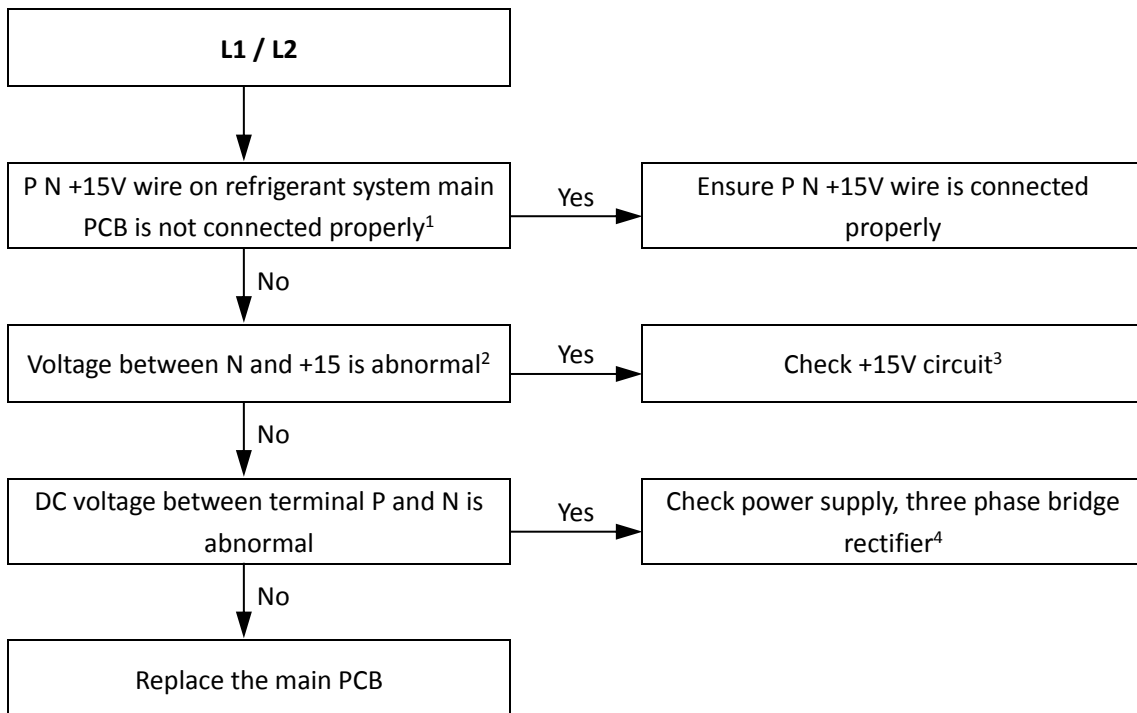 L1 / L2
P N +15V wire on refrigerant system main
PCB is not connected properly¹
Yes
Ensure P N +15V wire is connected
properly
No
Voltage between N and +15 is abnormal²
Yes
Check +15V circuit³
No
DC voltage between terminal P and N is
abnormal
Yes
Check power supply, three phase bridge
rectifier⁴
No
Replace the main PCB